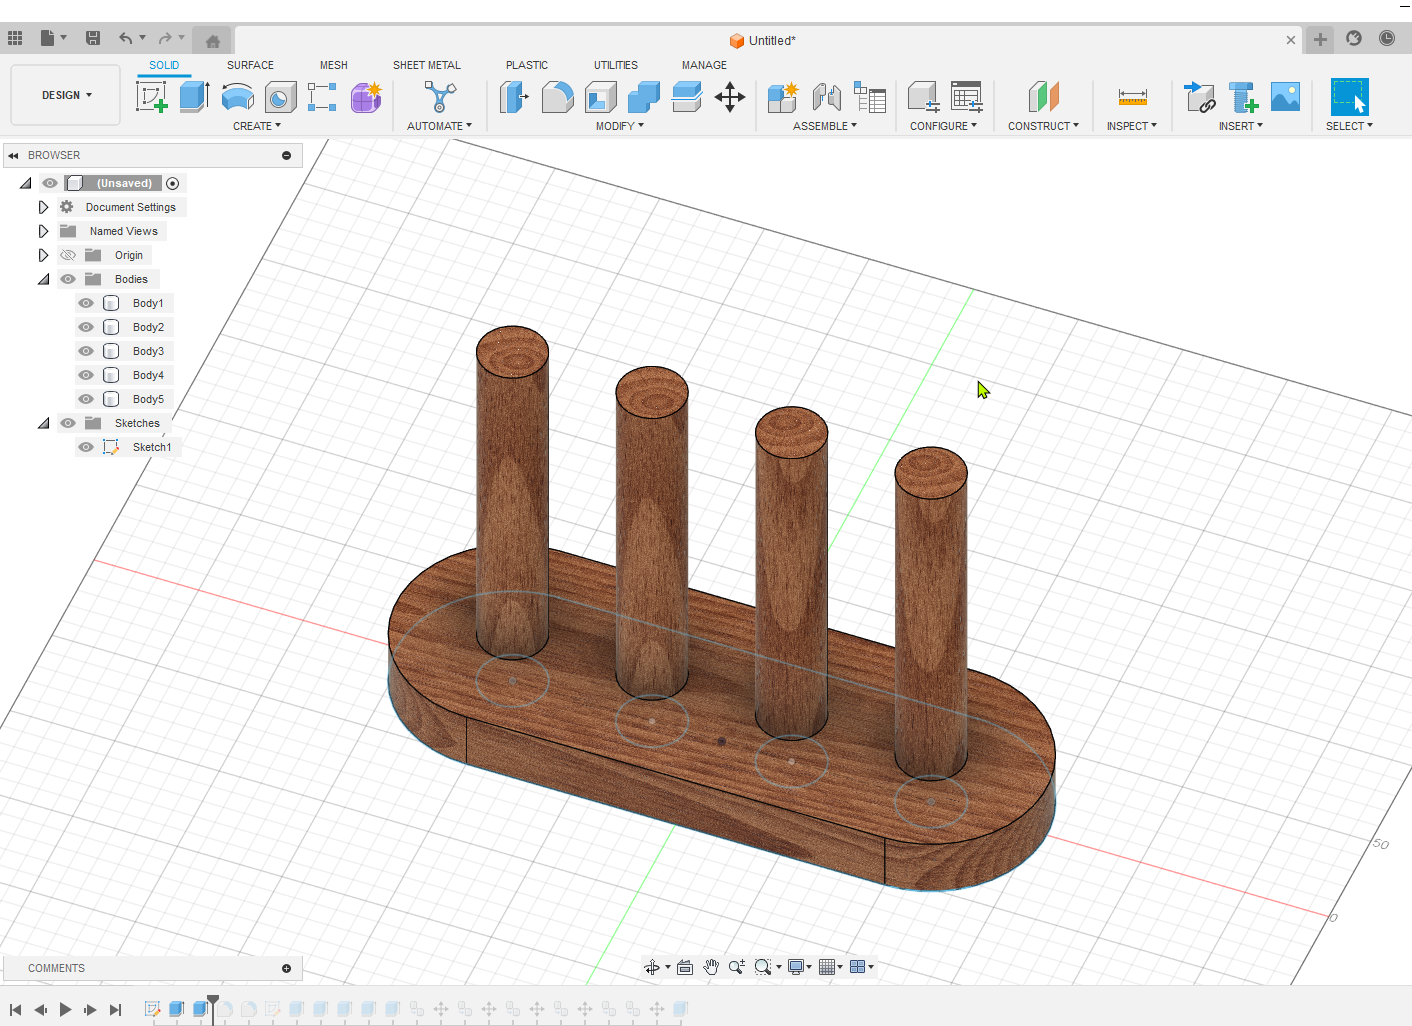 Untitled*
SOLID SURFACE MESH SHEET METAL PLASTIC UTILITIES MANAGE
DESIGN
CREATE AUTOMATE MODIFY ASSEMBLE CONFIGURE CONSTRUCT INSPECT INSERT SELECT
BROWSER
(Unsaved)
Document Settings
Named Views
Origin
Bodies
Body1
Body2
Body3
Body4
Body5
Sketches
Sketch1
50
0
COMMENTS